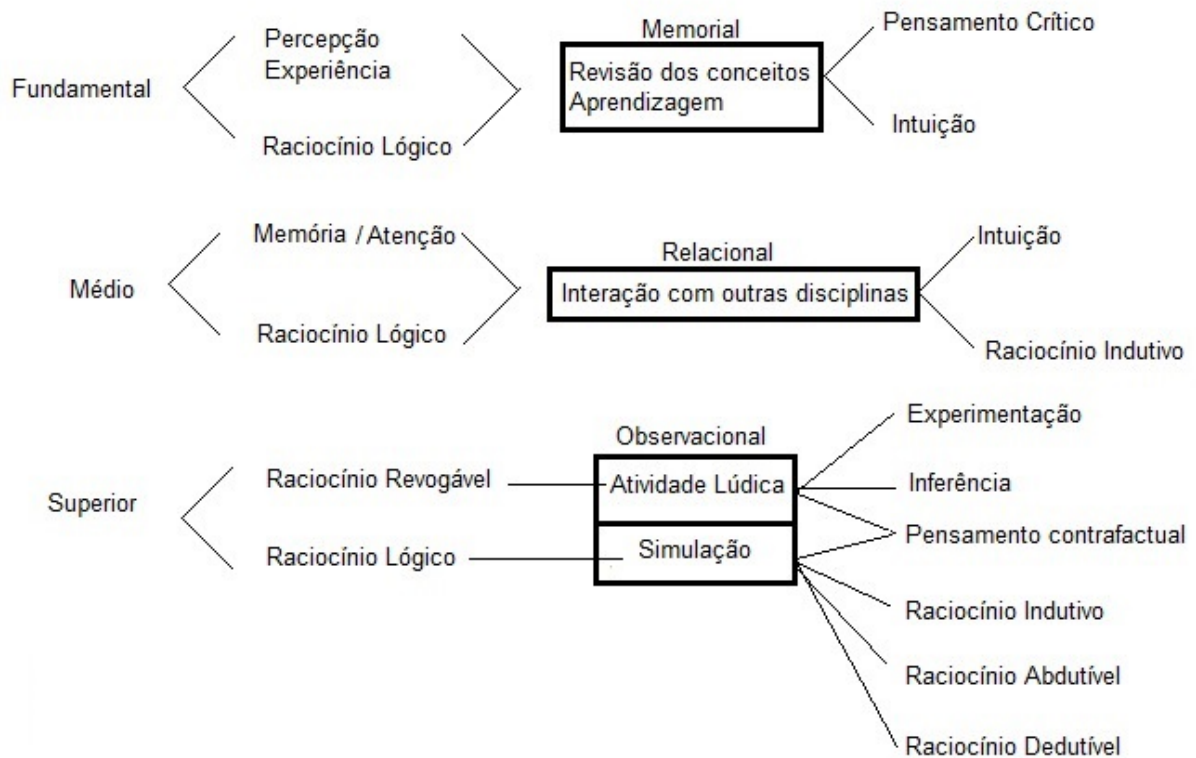 Fundamental
Percepção
Experiência
Raciocínio Lógico
Memorial
Revisão dos conceitos
Aprendizagem
Pensamento Crítico
Intuição
Médio
Memória / Atenção
Raciocínio Lógico
Relacional
Interação com outras disciplinas
Intuição
Raciocínio Indutivo
Superior
Raciocínio Revogável
Raciocínio Lógico
Observacional
Atividade Lúdica
Simulação
Experimentação
Inferência
Pensamento contrafactual
Raciocínio Indutivo
Raciocínio Abdutível
Raciocínio Dedutível